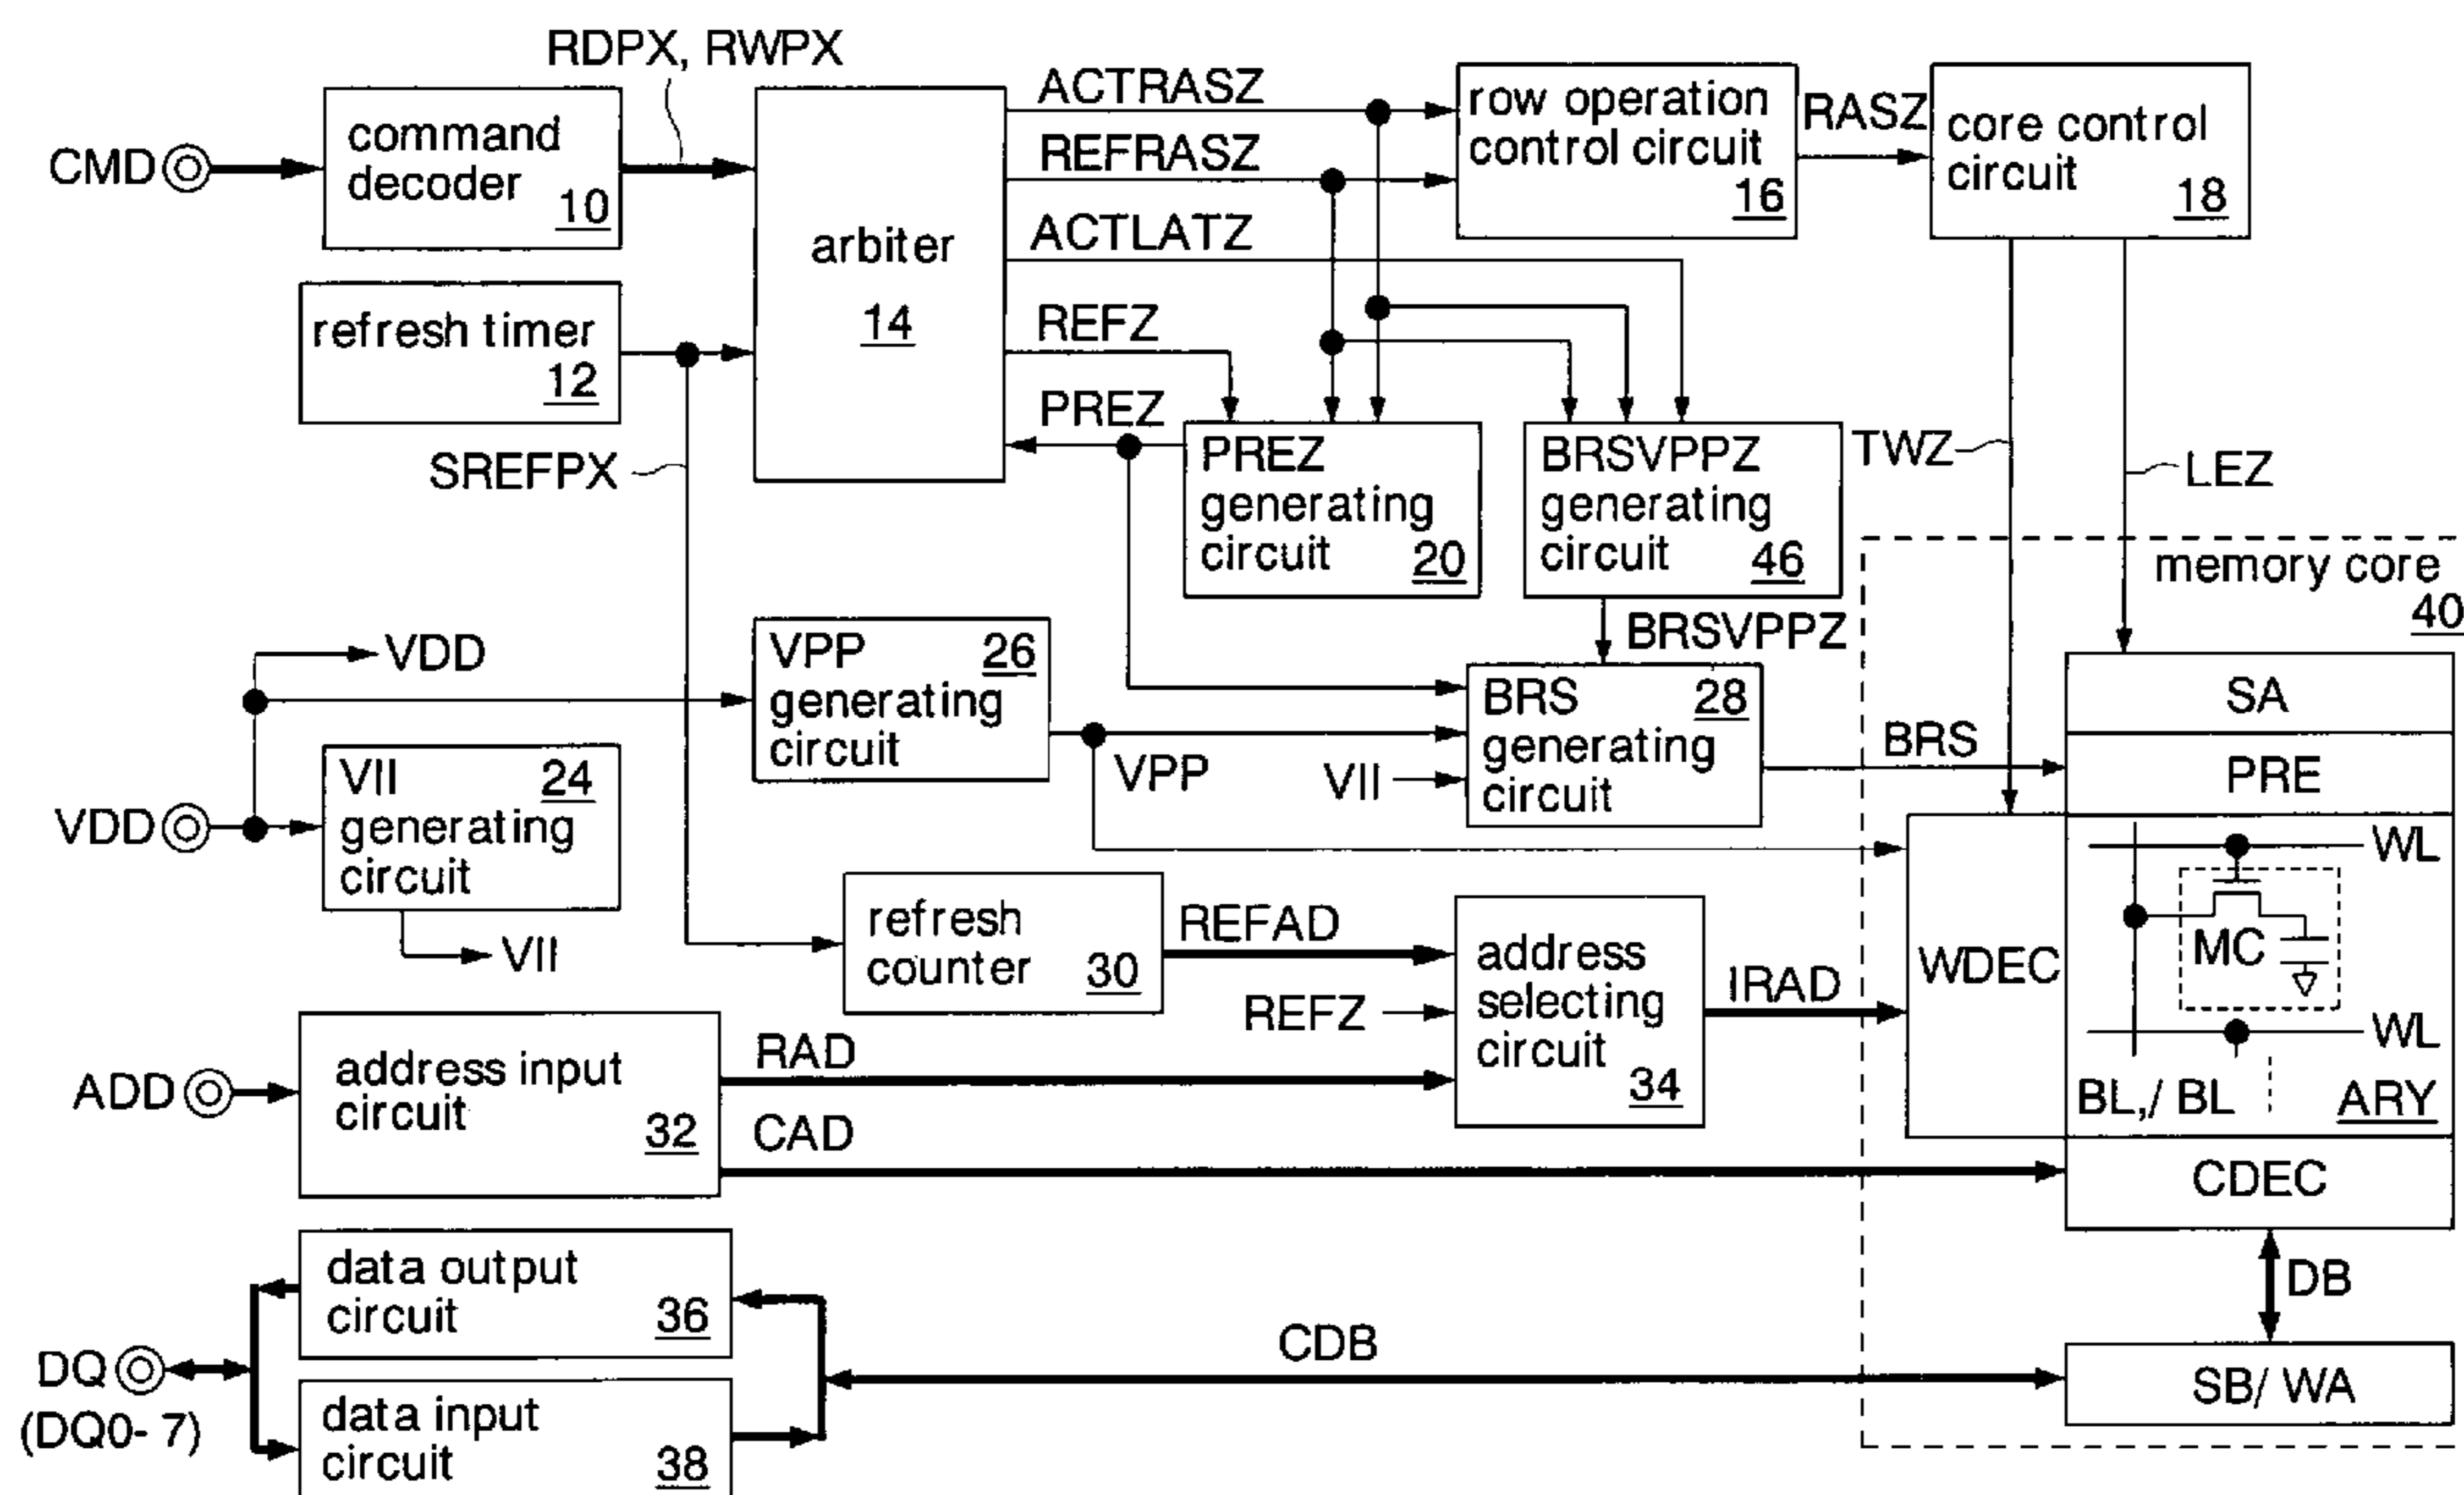 RDPX, RWPX
CMD
command
decoder
10
refresh timer
12
SREFPX
arbiter
14
ACTRASZ
REFRASZ
ACTLATZ
REFZ
PREZ
row operation
control circuit
16
RASZ
core control
circuit
18
PREZ
generating
circuit
20
BRSVPPZ
generating
circuit
46
TWZ
LEZ
memory core
40
BRSVPPZ
VDD
VDD
VII
generating
circuit
24
VII
VPP
generating
circuit
26
VPP
VII
BRS
generating
circuit
28
BRS
SA
PRE
WDEC
WL
MC
WL
BL,/ BL
ARY
CDEC
refresh
counter
30
REFAD
REFZ
address
selecting
circuit
34
IRAD
ADD
address input
circuit
32
RAD
CAD
DQ
(DQ0- 7)
data output
circuit
36
data input
circuit
38
CDB
DB
SB/ WA